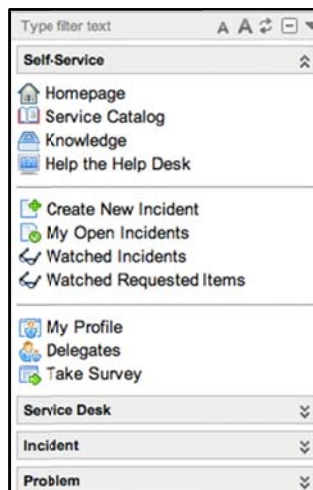 Type filter text A A
Self-Service
Homepage
Service Catalog
Knowledge
Help the Help Desk
Create New Incident
My Open Incidents
Watched Incidents
Watched Requested Items
My Profile
Delegates
Take Survey
Service Desk
Incident
Problem